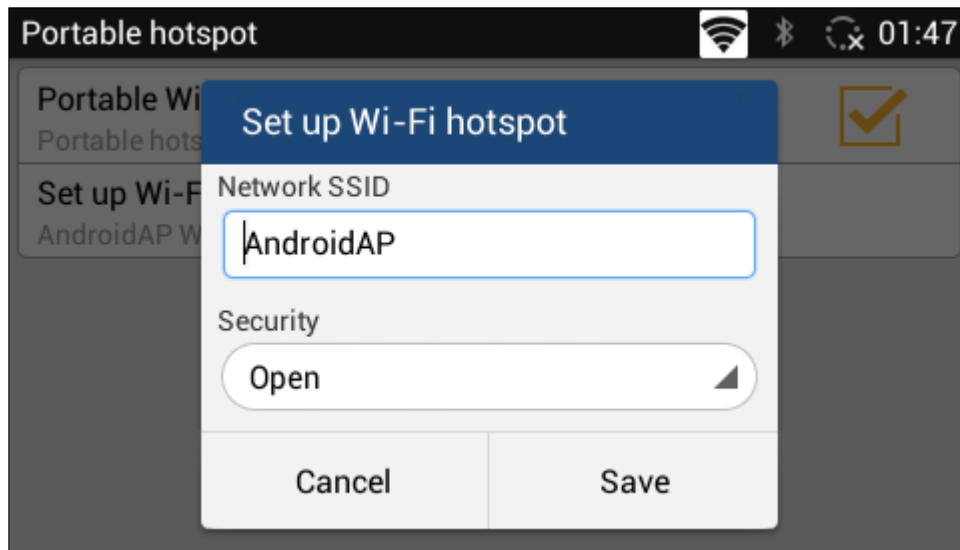 Portable hotspot 01:47
Portable Wi
Portable hots
Set up Wi-F
AndroidAP W
Set up Wi-Fi hotspot
Network SSID
AndroidAP
Security
Open
Cancel Save